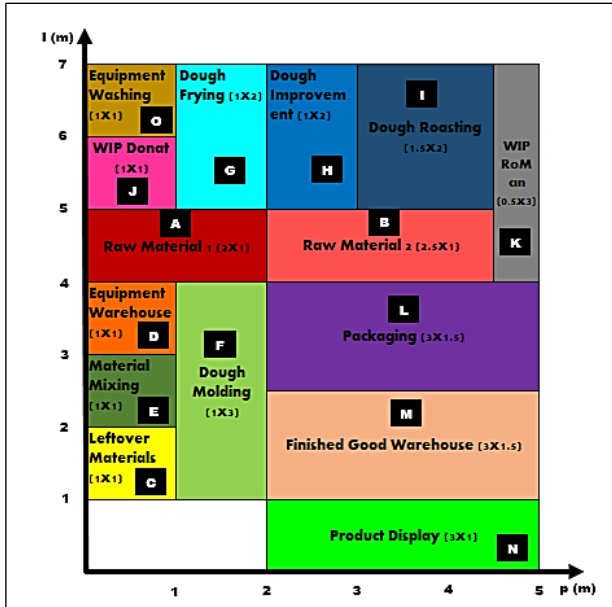 l (m)
7
Equipment
Washing
(1X1)
O
Dough
Frying (1X2)
G
Dough
Improvem
ent (1X2)
H
I
Dough Roasting
(1.5X2)
WIP
RoM
an
(0.5X3)
K
6
WIP Donat
(1X1)
J
5
A
Raw Material 1 (2X1)
B
Raw Material 2 (2.5X1)
4
Equipment
Warehouse
(1X1)
D
F
Dough
Molding
(1X3)
L
Packaging (3X1.5)
3
Material
Mixing
(1X1)
E
M
Finished Good Warehouse (3X1.5)
2
Leftover
Materials
(1X1)
C
1
Product Display (3X1)
N
1 2 3 4 5 p (m)